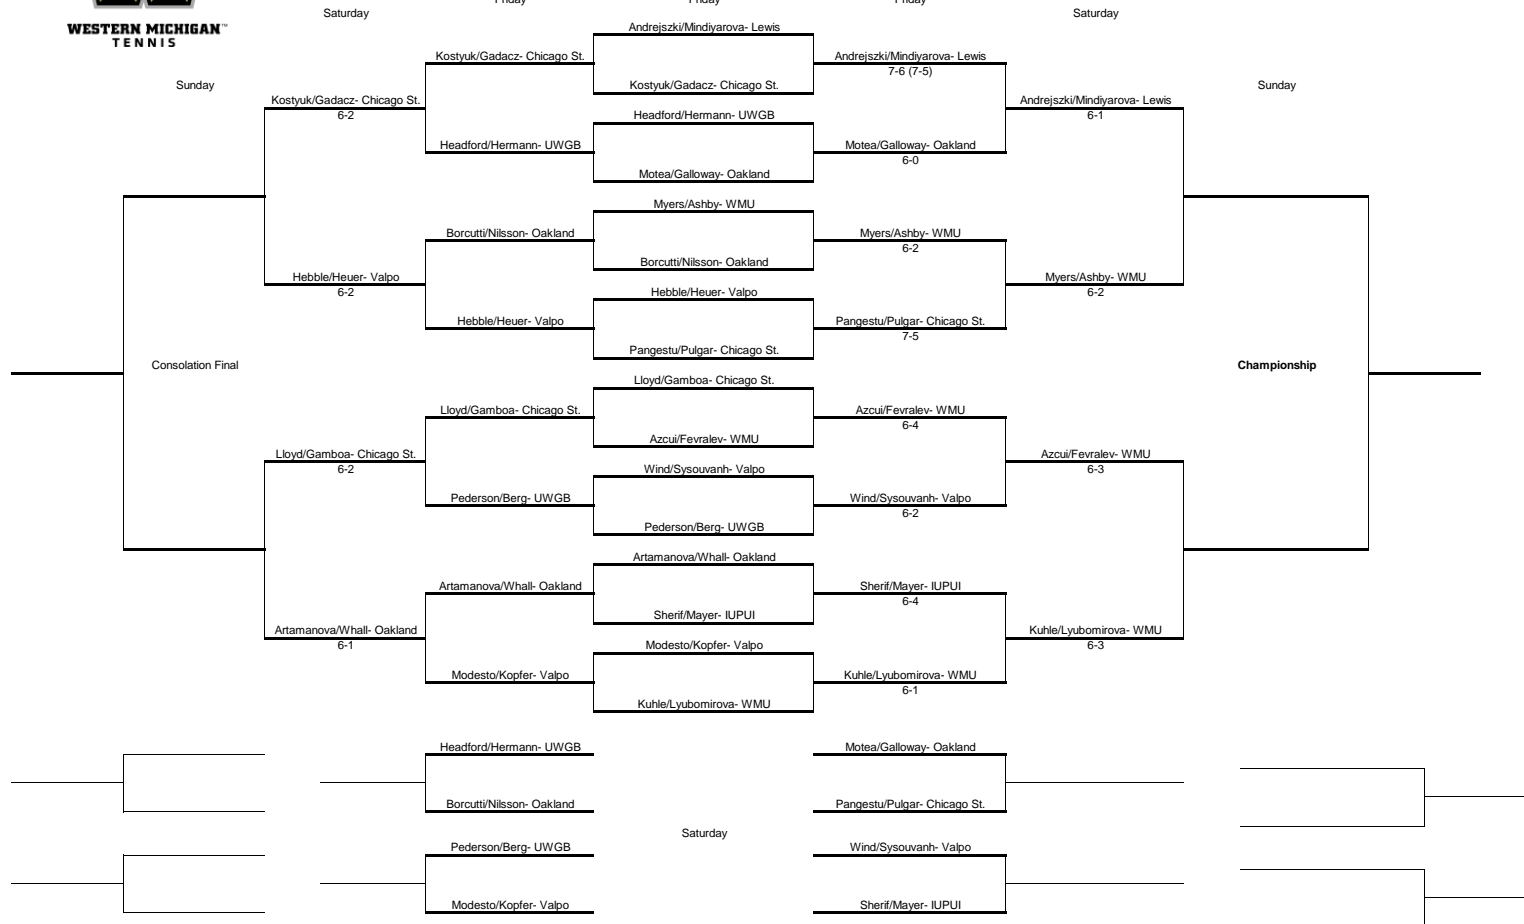 Friday
Friday
Friday
Saturday
Saturday
WESTERN MICHIGAN™
TENNIS
Andrejszki/Mindiyarova- Lewis
Kostyuk/Gadacz- Chicago St.
Andrejszki/Mindiyarova- Lewis
7-6 (7-5)
Sunday
Kostyuk/Gadacz- Chicago St.
Sunday
Kostyuk/Gadacz- Chicago St.
6-2
Andrejszki/Mindiyarova- Lewis
6-1
Headford/Hermann- UWGB
Headford/Hermann- UWGB
Motea/Galloway- Oakland
6-0
Motea/Galloway- Oakland
Myers/Ashby- WMU
Borcutti/Nilsson- Oakland
Myers/Ashby- WMU
6-2
Borcutti/Nilsson- Oakland
Hebble/Heuer- Valpo
6-2
Myers/Ashby- WMU
6-2
Hebble/Heuer- Valpo
Hebble/Heuer- Valpo
Pangestu/Pulgar- Chicago St.
7-5
Pangestu/Pulgar- Chicago St.
Consolation Final
Championship
Lloyd/Gamboa- Chicago St.
Lloyd/Gamboa- Chicago St.
Azcui/Fevralev- WMU
6-4
Azcui/Fevralev- WMU
Lloyd/Gamboa- Chicago St.
6-2
Azcui/Fevralev- WMU
6-3
Wind/Sysouvanh- Valpo
Pederson/Berg- UWGB
Wind/Sysouvanh- Valpo
6-2
Pederson/Berg- UWGB
Artamanova/Whall- Oakland
Artamanova/Whall- Oakland
Sherif/Mayer- IUPUI
6-4
Sherif/Mayer- IUPUI
Artamanova/Whall- Oakland
6-1
Kuhle/Lyubomirova- WMU
6-3
Modesto/Kopfer- Valpo
Modesto/Kopfer- Valpo
Kuhle/Lyubomirova- WMU
6-1
Kuhle/Lyubomirova- WMU
Headford/Hermann- UWGB
Motea/Galloway- Oakland
Borcutti/Nilsson- Oakland
Pangestu/Pulgar- Chicago St.
Saturday
Pederson/Berg- UWGB
Wind/Sysouvanh- Valpo
Modesto/Kopfer- Valpo
Sherif/Mayer- IUPUI